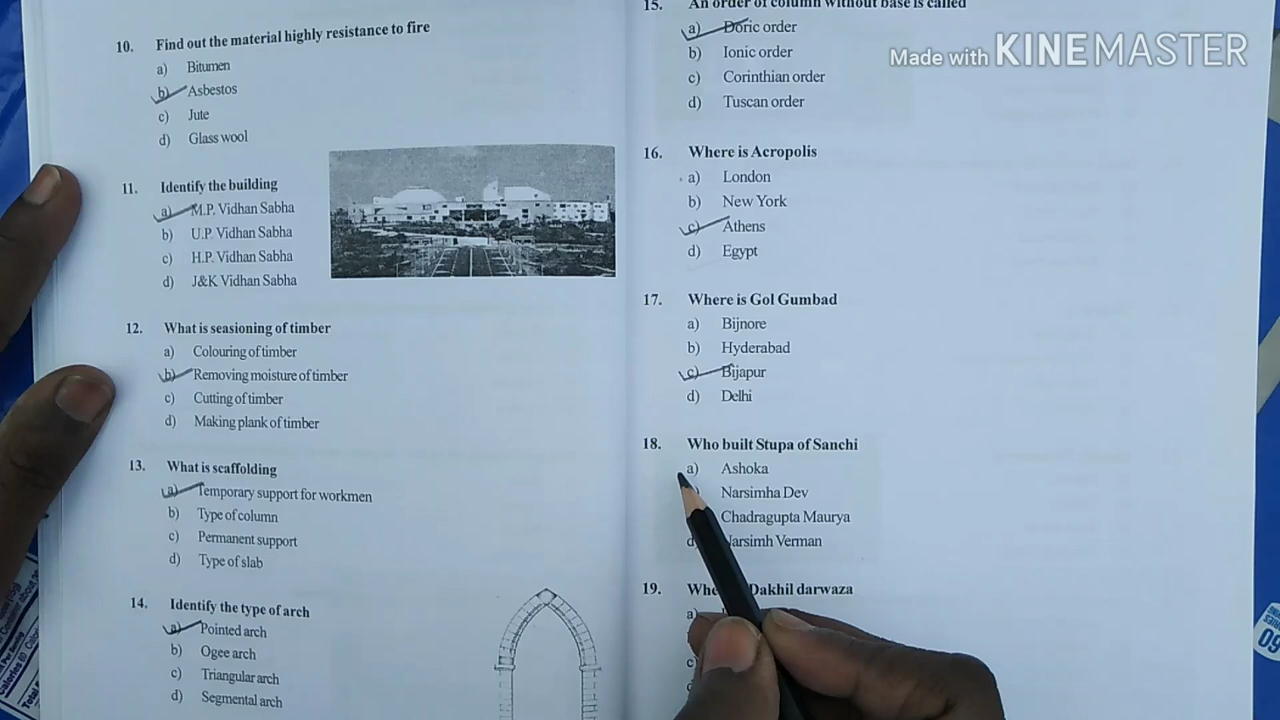 10. Find out the material highly resistance to fire
a) Bitumen
b) Asbestos
c) Jute
d) Glass wool
11. Identify the building
a) M.P. Vidhan Sabha
b) U.P. Vidhan Sabha
c) H.P. Vidhan Sabha
d) J&K Vidhan Sabha
12. What is seasioning of timber
a) Colouring of timber
b) Removing moisture of timber
c) Cutting of timber
d) Making plank of timber
13. What is scaffolding
a) Temporary support for workmen
b) Type of column
c) Permanent support
d) Type of slab
14. Identify the type of arch
a) Pointed arch
b) Ogee arch
c) Triangular arch
d) Segmental arch
15. An order of column without base is called
a) Doric order
b) Ionic order
c) Corinthian order
d) Tuscan order
Made with KINEMASTER
16. Where is Acropolis
a) London
b) New York
c) Athens
d) Egypt
17. Where is Gol Gumbad
a) Bijnore
b) Hyderabad
c) Bijapur
d) Delhi
18. Who built Stupa of Sanchi
a) Ashoka
Narsimha Dev
Chadragupta Maurya
d) Narsimh Verman
19. Dakhil darwaza
a)
c)